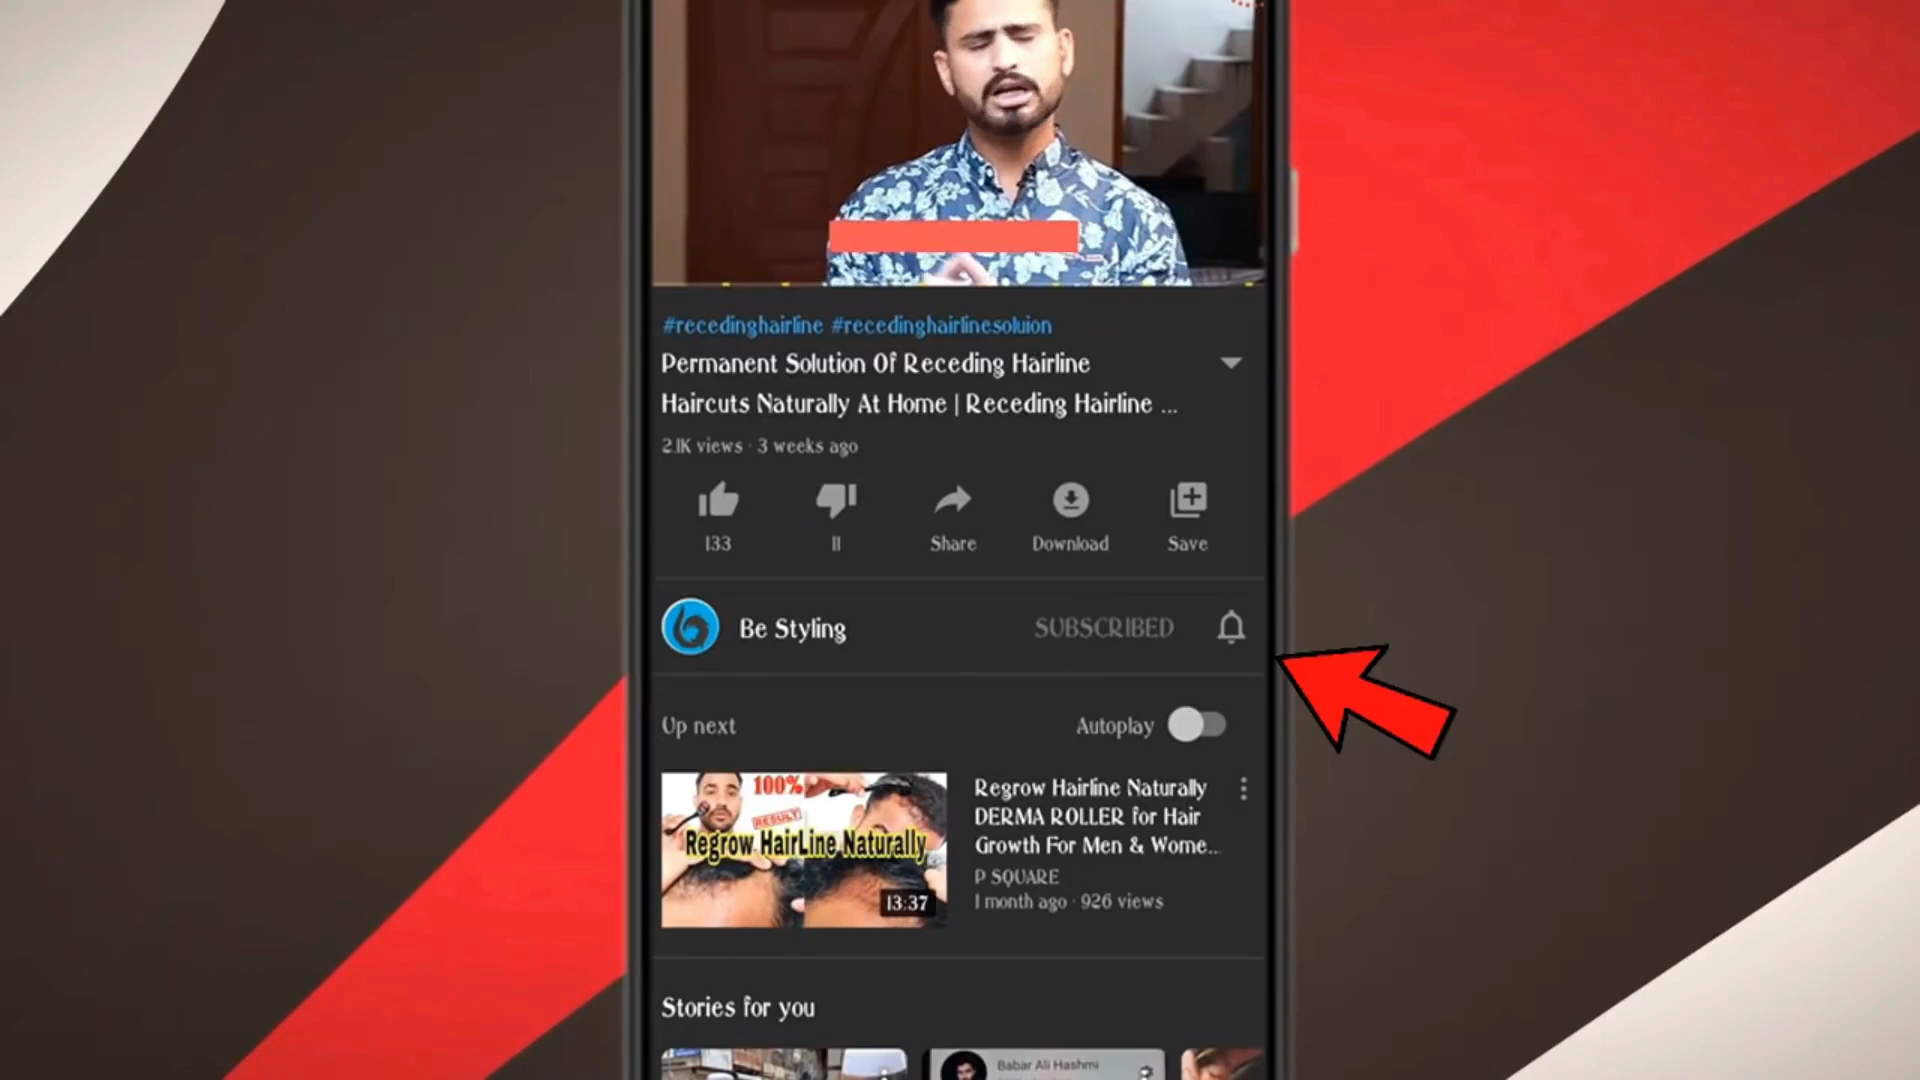 #recedinghairline #recedinghairlinesoluion
Permanent Solution Of Receding Hairline
Haircuts Naturally At Home | Receding Hairline ...
2.1K views · 3 weeks ago
133
11
Share
Download
Save
Be Styling
SUBSCRIBED
Up next
Autoplay
100%
RESULT
Regrow HairLine Naturally
13:37
Regrow Hairline Naturally
DERMA ROLLER for Hair
Growth For Men & Wome...
P SQUARE
1 month ago · 926 views
Stories for you
Babar Ali Hashmi